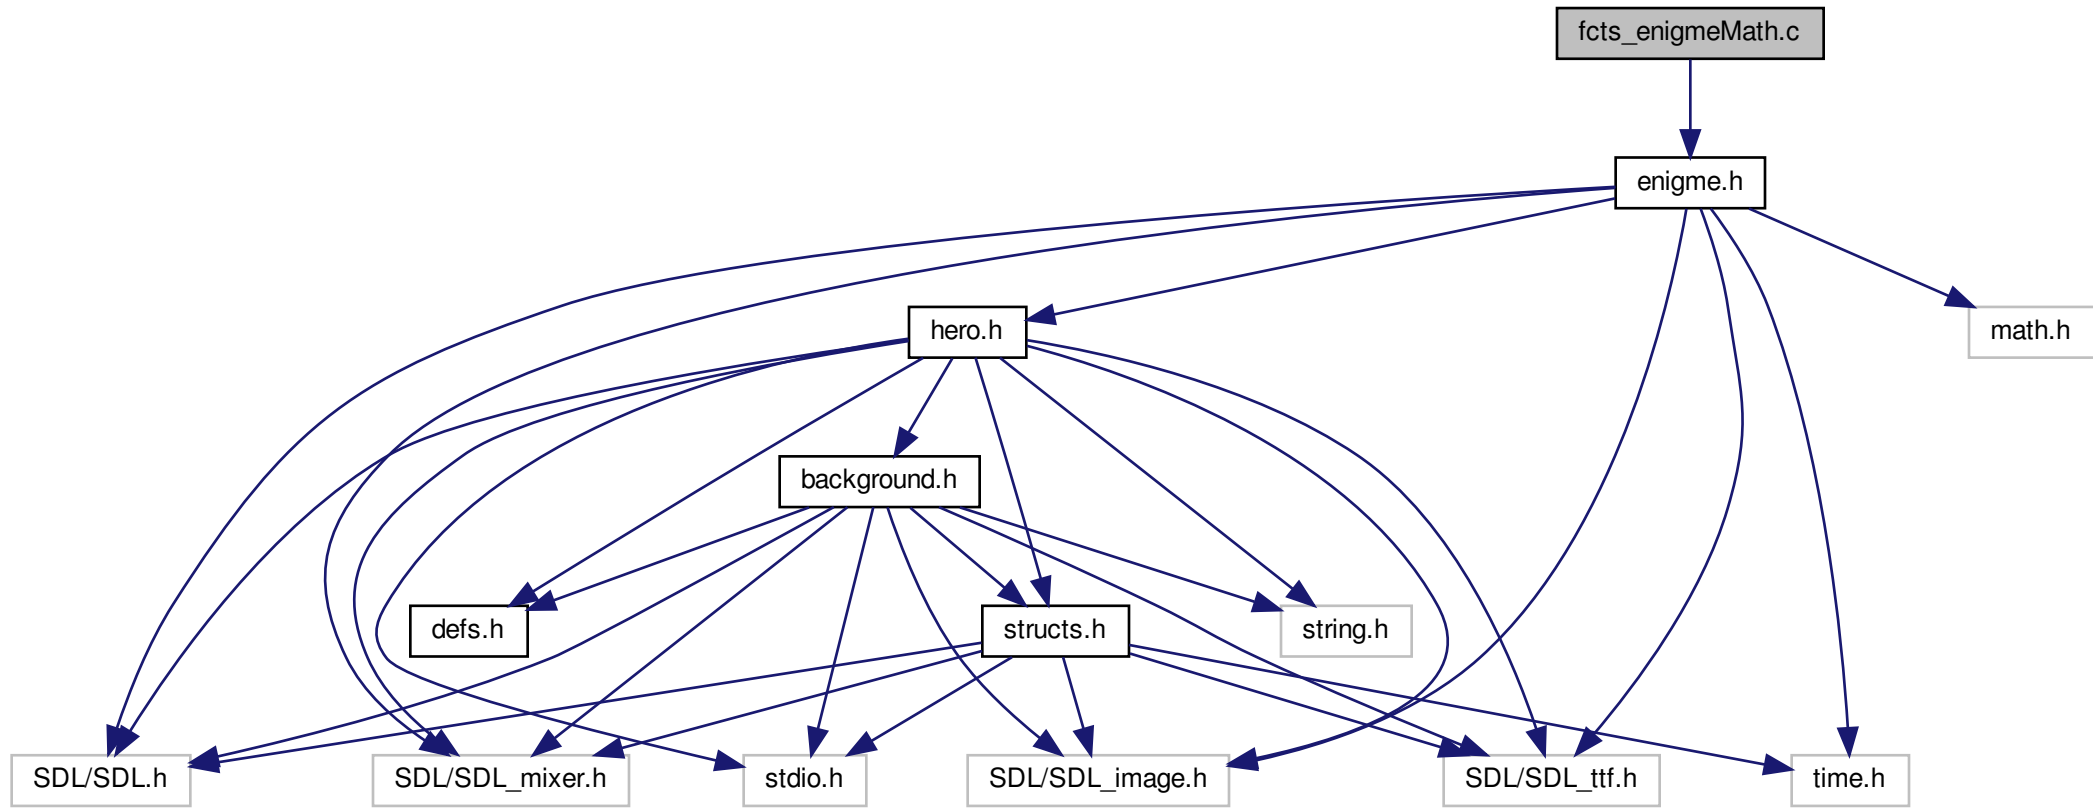 fcts_enigmeMath.c
enigme.h
hero.h
math.h
background.h
defs.h
structs.h
string.h
SDL/SDL.h
SDL/SDL_mixer.h
stdio.h
SDL/SDL_image.h
SDL/SDL_ttf.h
time.h